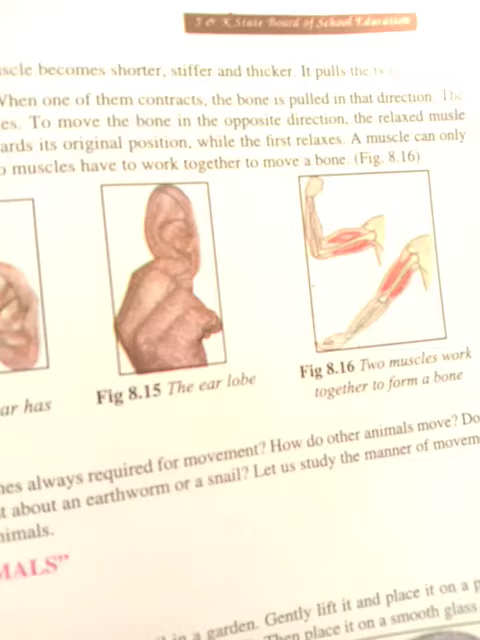 J & K State Board of School Education
scle becomes shorter, stiffer and thicker. It pulls the
When one of them contracts, the bone is pulled in that direction. The
es. To move the bone in the opposite direction, the relaxed musle
ards its original position, while the first relaxes. A muscle can only
o muscles have to work together to move a bone. (Fig. 8.16)
ar has
Fig 8.15 The ear lobe
Fig 8.16 Two muscles work
together to form a bone
nes always required for movement? How do other animals move? Do
t about an earthworm or a snail? Let us study the manner of movem
nimals.
MALS"
in a garden. Gently lift it and place it on a p
Then place it on a smooth glass